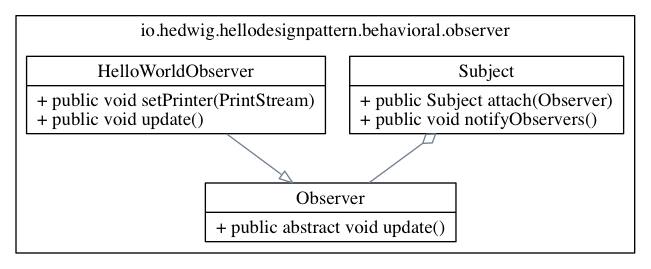 io.hedwig.hellodesignpattern.behavioral.observer
HelloWorldObserver
+ public void setPrinter(PrintStream)
+ public void update()
Subject
+ public Subject attach(Observer)
+ public void notifyObservers()
Observer
+ public abstract void update()